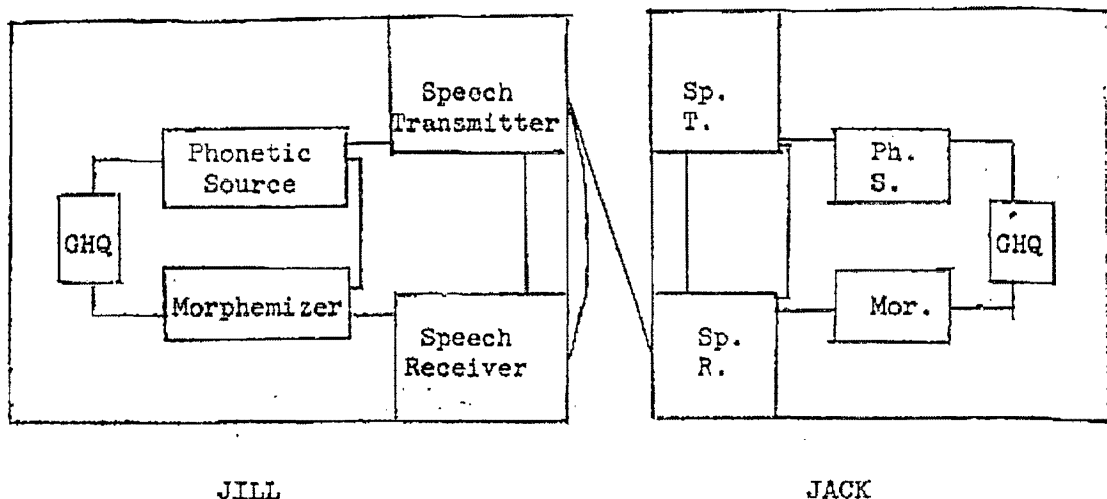 Speech
Transmitter
Phonetic
Source
GHQ
Morphemizer
Speech
Receiver
JILL
Sp.
T.
Ph.
S.
GHQ
Mor.
Sp.
R.
JACK